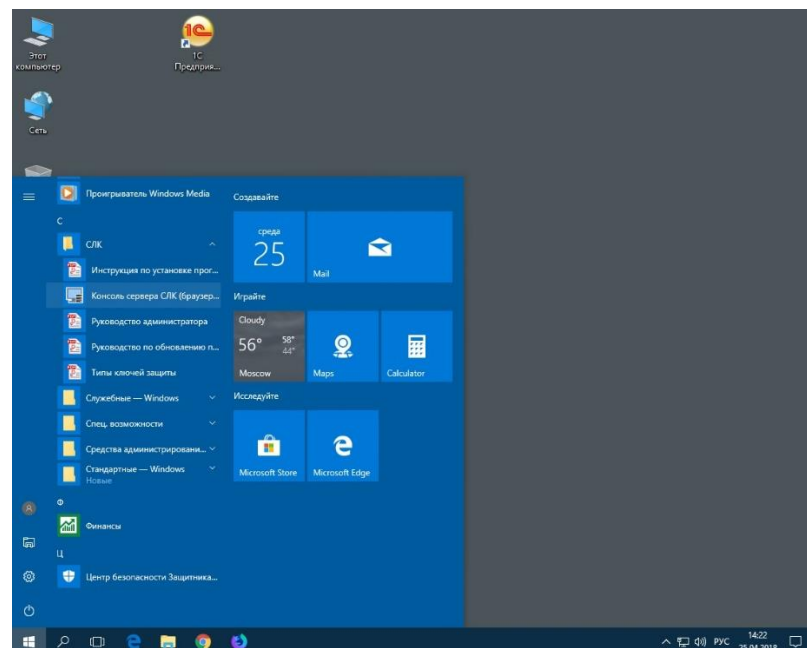 Этот
компьютер
1С
Предприя...
Сеть
Проигрыватель Windows Media
С
СЛК
Инструкция по установке прог...
Консоль сервера СЛК (браузер...
Руководство администратора
Руководство по обновлению п...
Типы ключей защиты
Служебные — Windows
Спец. возможности
Средства администрировани...
Стандартные — Windows
Новые
Ф
Финансы
Ц
Центр безопасности Защитника...
Создавайте
среда
25
Mail
Играйте
Cloudy
56° 58°
44°
Moscow
Maps
Calculator
Исследуйте
Microsoft Store
Microsoft Edge
РУС
14:22
25.04.2018